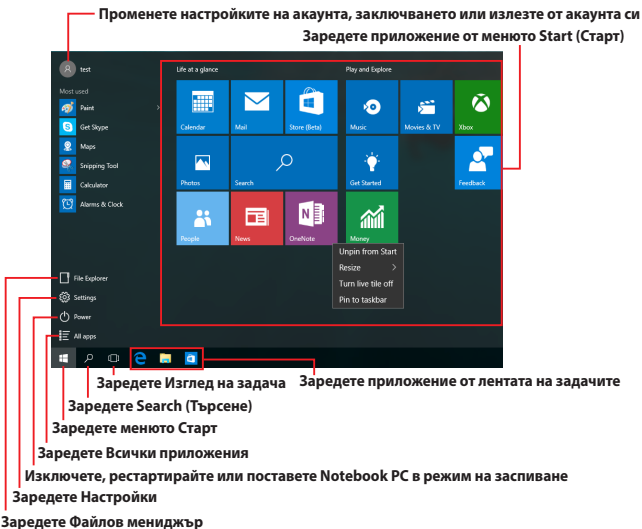 Променете настройките на акаунта, заключването или излезте от акаунта си
Заредете приложение от менюто Start (Старт)
test
Life at a glance
Play and Explore
Most used
Paint
Get Skype
Maps
Snipping Tool
Calculator
Alarms & Clock
Calendar
Mail
Store (Beta)
Music
Movies & TV
Xbox
Photos
Search
Get Started
Feedback
People
News
OneNote
Money
Unpin from Start
Resize
Turn live tile off
Pin to taskbar
File Explorer
Settings
Power
All apps
Заредете Изглед на задача
Заредете приложение от лентата на задачите
Заредете Search (Търсене)
Заредете менюто Старт
Заредете Всички приложения
Изключете, рестартирайте или поставете Notebook PC в режим на заспиване
Заредете Настройки
Заредете Файлов мениджър